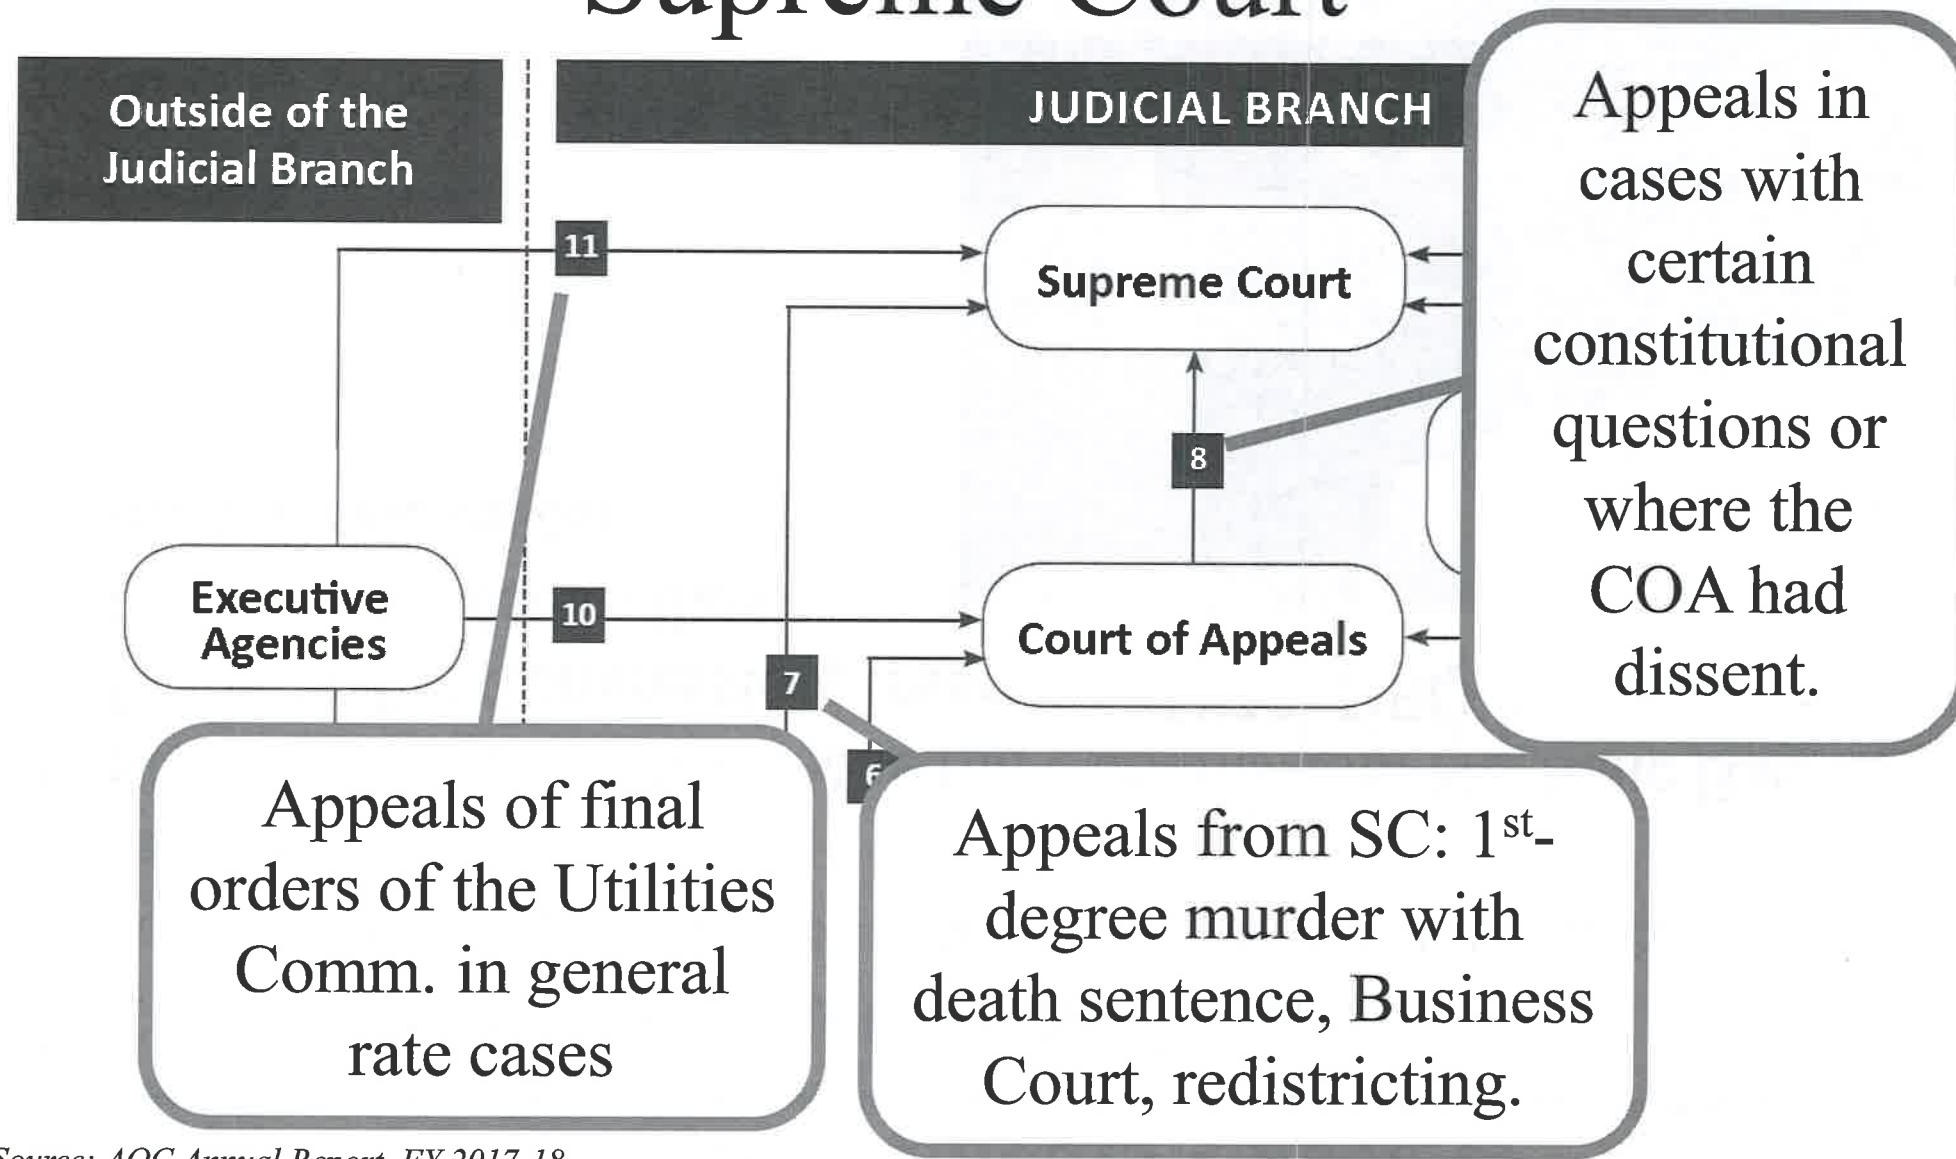 Supreme Court
Outside of the
Judicial Branch
JUDICIAL BRANCH
11
Supreme Court
8
Executive
Agencies
10
Court of Appeals
7
6
Appeals in
cases with
certain
constitutional
questions or
where the
COA had
dissent.
Appeals of final
orders of the Utilities
Comm. in general
rate cases
Appeals from SC: 1st-
degree murder with
death sentence, Business
Court, redistricting.
Source: AOC Annual Report, FY 2017-18